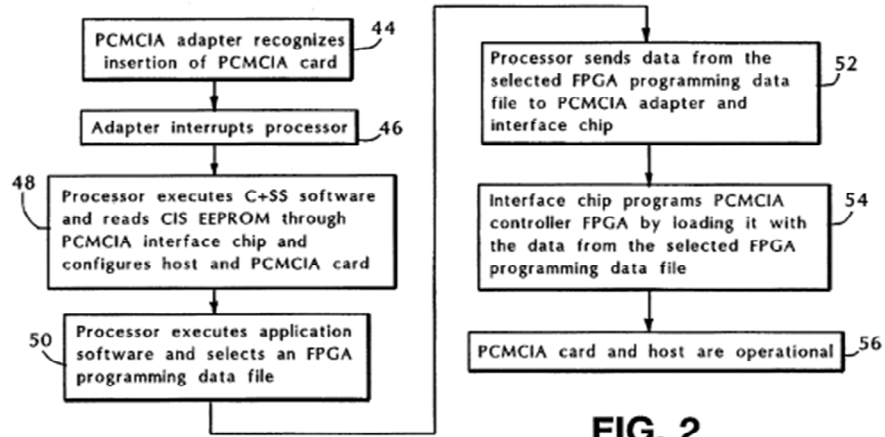 PCMCIA adapter recognizes
insertion of PCMCIA card
44
Adapter interrupts processor
46
48
Processor executes C+SS software
and reads CIS EEPROM through
PCMCIA interface chip and
configures host and PCMCIA card
50
Processor executes application
software and selects an FPGA
programming data file
Processor sends data from the
selected FPGA programming data
file to PCMCIA adapter and
interface chip
52
Interface chip programs PCMCIA
controller FPGA by loading it with
the data from the selected FPGA
programming data file
54
PCMCIA card and host are operational
56
FIG. 2